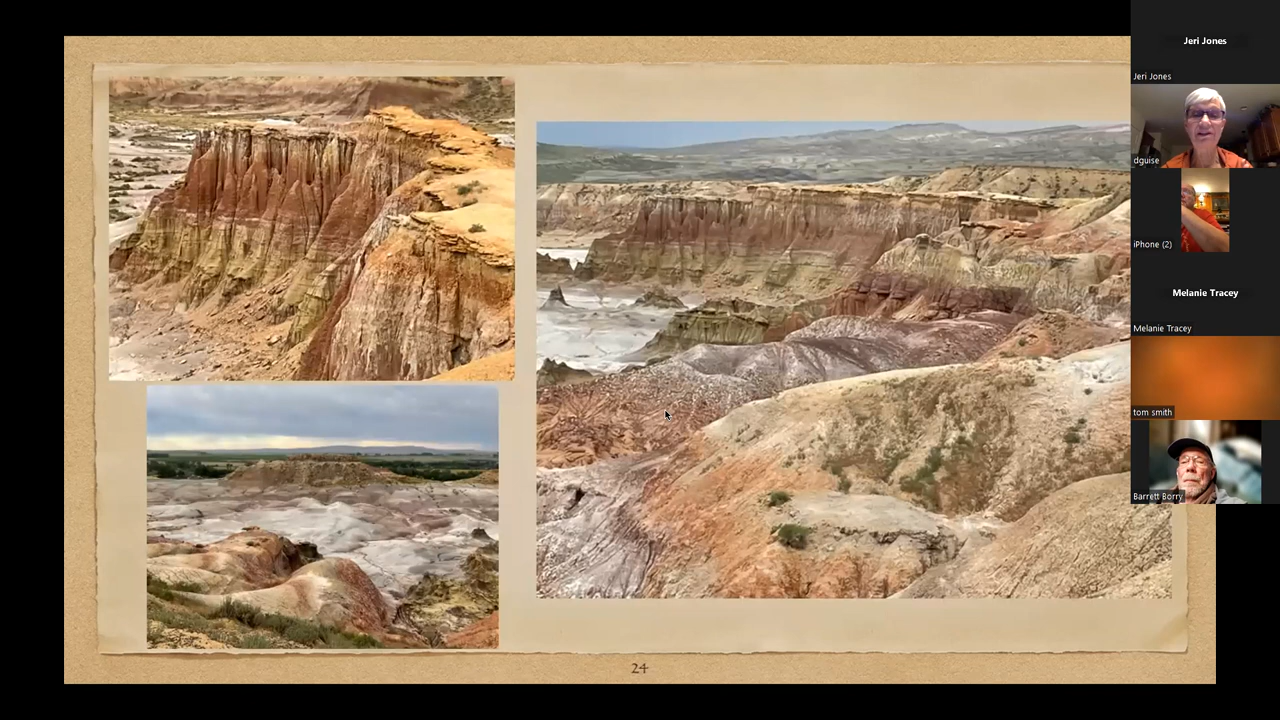 Jeri Jones
Jeri Jones
dguise
iPhone (2)
Melanie Tracey
Melanie Tracey
tom smith
Barrett Borry
24